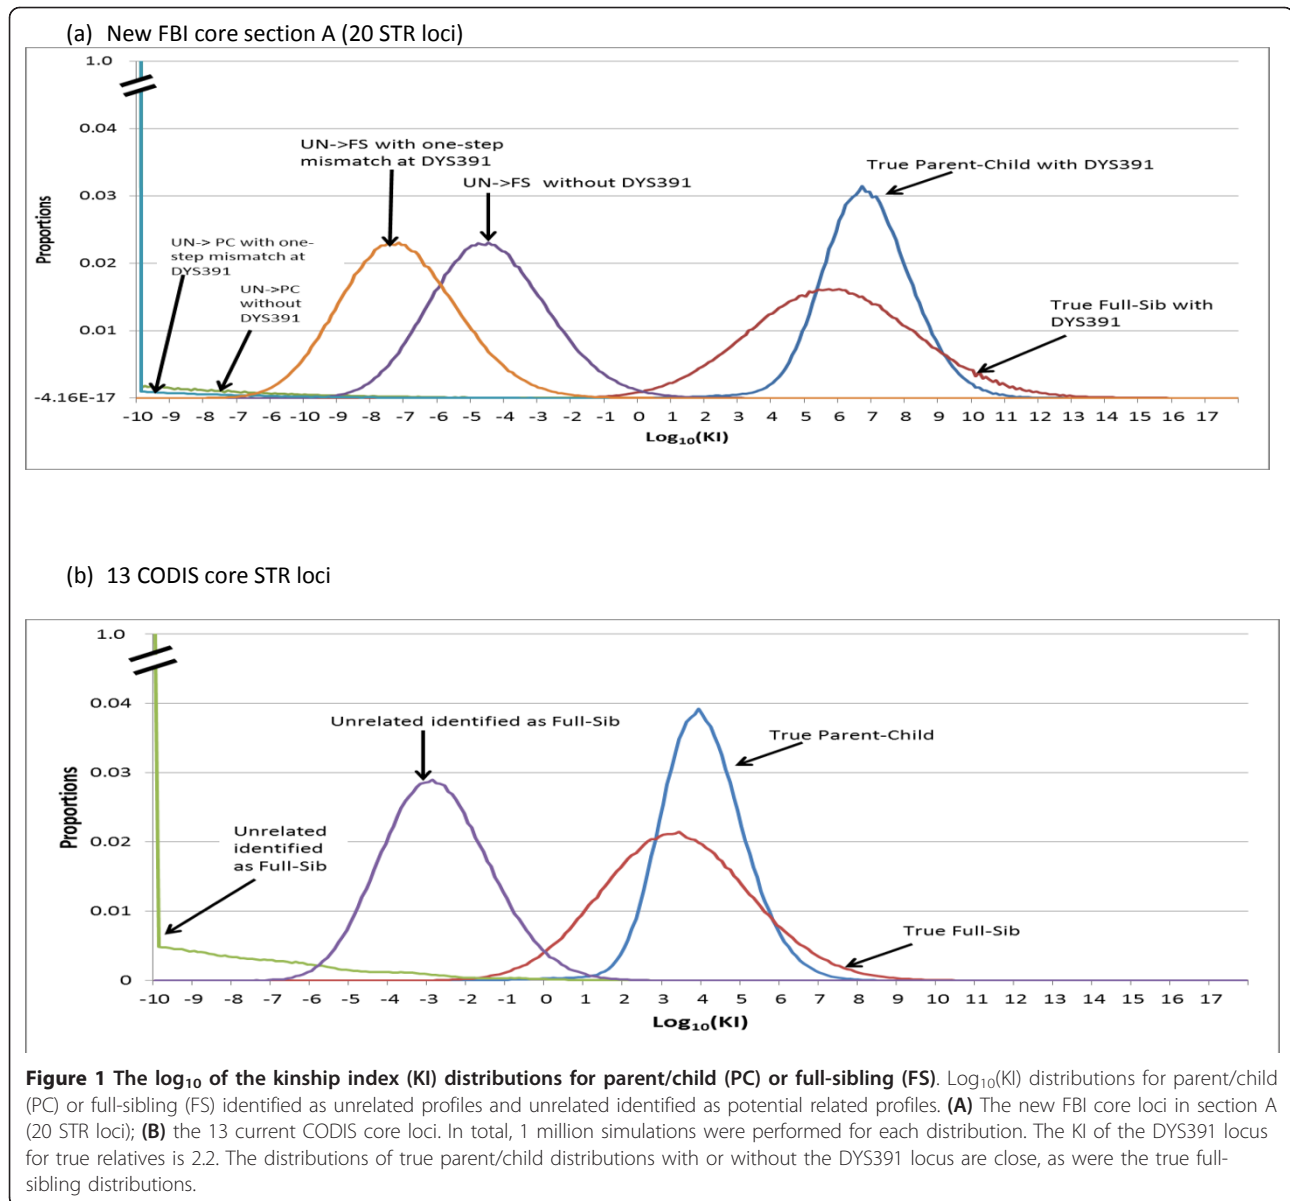 (a) New FBI core section A (20 STR loci)
1.0
0.04
0.03
0.02
0.01
-4.16E-17
Proportions
UN->FS with one-step
mismatch at DYS391
UN->FS without DYS391
True Parent-Child with DYS391
UN-> PC with one-
step mismatch at
DYS391
UN->PC
without
DYS391
True Full-Sib with
DYS391
-10 -9 -8 -7 -10 -9 -8 -7 -6 -5 -4 -3 -2 -1 0 1 2 3 4 5 6 7 8 9 10 11 12 13 14 15 16 17
Log10(KI)
(b) 13 CODIS core STR loci
1.0
0.04
0.03
0.02
0.01
0
Proportions
Unrelated identified as Full-Sib
True Parent-Child
Unrelated
identified
as Full-Sib
True Full-Sib
-10 -9 -8 -7 -6 -5 -4 -3 -2 -1 0 1 2 3 4 5 6 7 8 9 10 11 12 13 14 15 16 17
Log10(KI)
Figure 1 The log10 of the kinship index (KI) distributions for parent/child (PC) or full-sibling (FS). Log10(KI) distributions for parent/child
(PC) or full-sibling (FS) identified as unrelated profiles and unrelated identified as potential related profiles. (A) The new FBI core loci in section A
(20 STR loci); (B) the 13 current CODIS core loci. In total, 1 million simulations were performed for each distribution. The KI of the DYS391 locus
for true relatives is 2.2. The distributions of true parent/child distributions with or without the DYS391 locus are close, as were the true full-
sibling distributions.